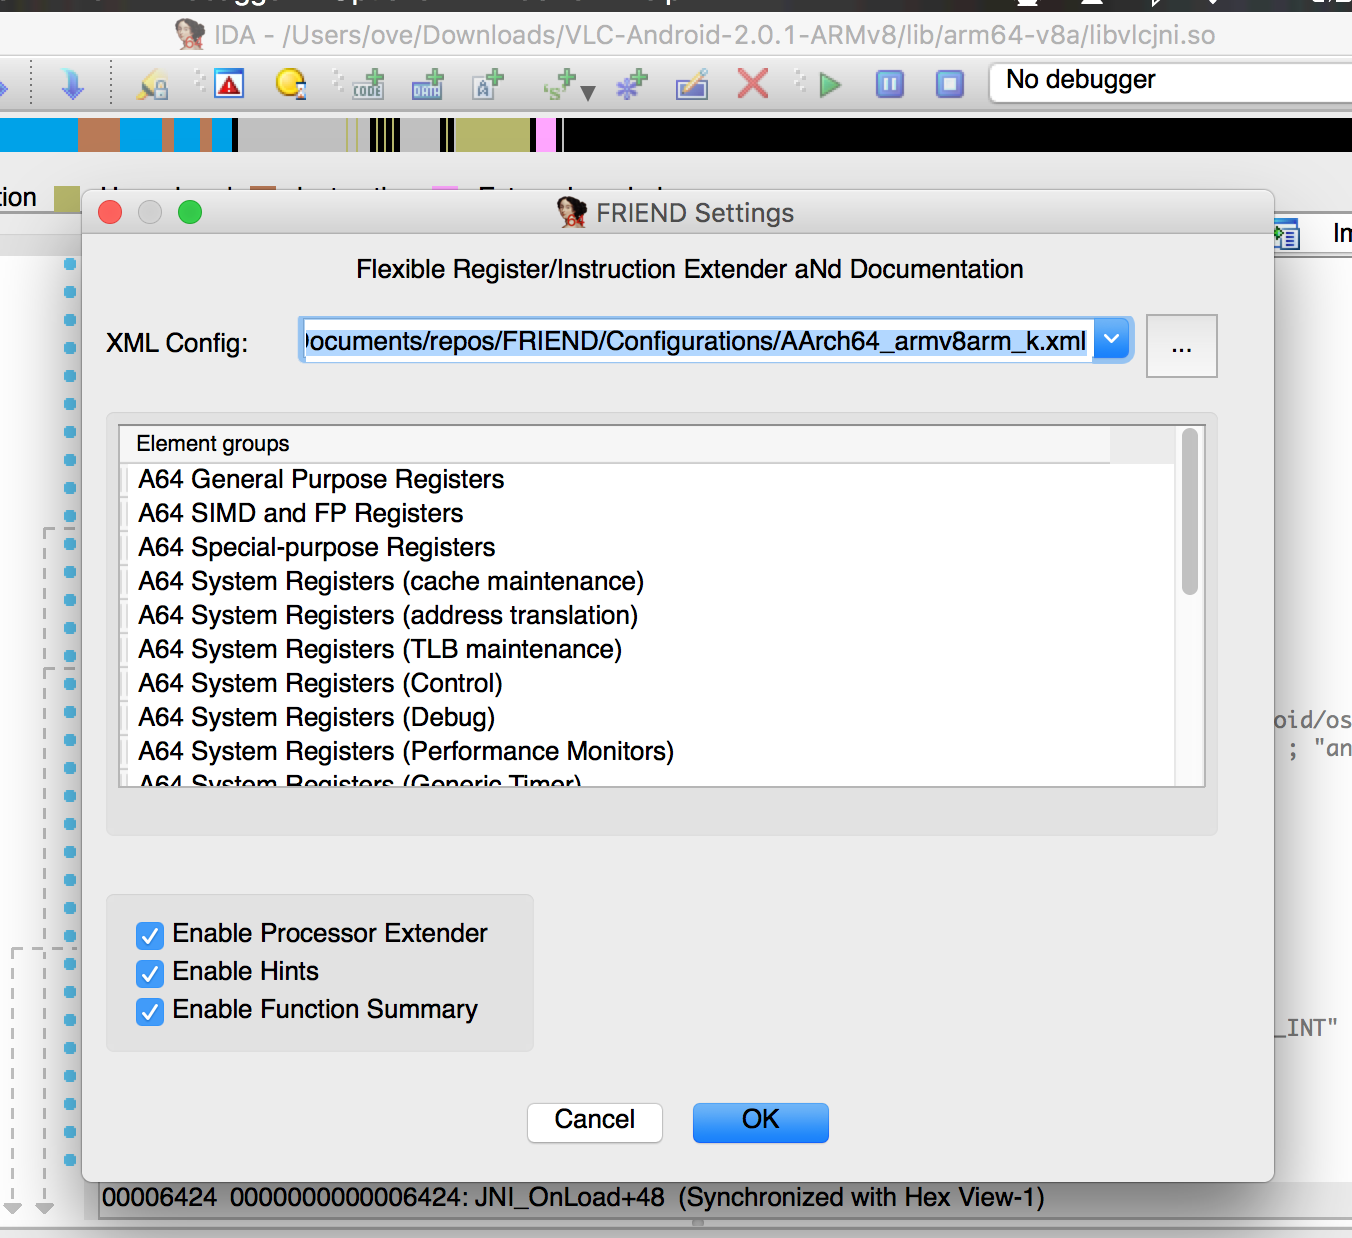 IDA - /Users/ove/Downloads/VLC-Android-2.0.1-ARMv8/lib/arm64-v8a/libvlcjni.so
No debugger
FRIEND Settings
Flexible Register/Instruction Extender aNd Documentation
XML Config:
ocuments/repos/FRIEND/Configurations/AArch64_armv8arm_k.xml
...
Element groups
A64 General Purpose Registers
A64 SIMD and FP Registers
A64 Special-purpose Registers
A64 System Registers (cache maintenance)
A64 System Registers (address translation)
A64 System Registers (TLB maintenance)
A64 System Registers (Control)
A64 System Registers (Debug)
A64 System Registers (Performance Monitors)
A64 System Registers (Generic Timer)
oid/os
; "an
_INT"
Enable Processor Extender
Enable Hints
Enable Function Summary
Cancel
OK
00006424 0000000000006424: JNI_OnLoad+48 (Synchronized with Hex View-1)